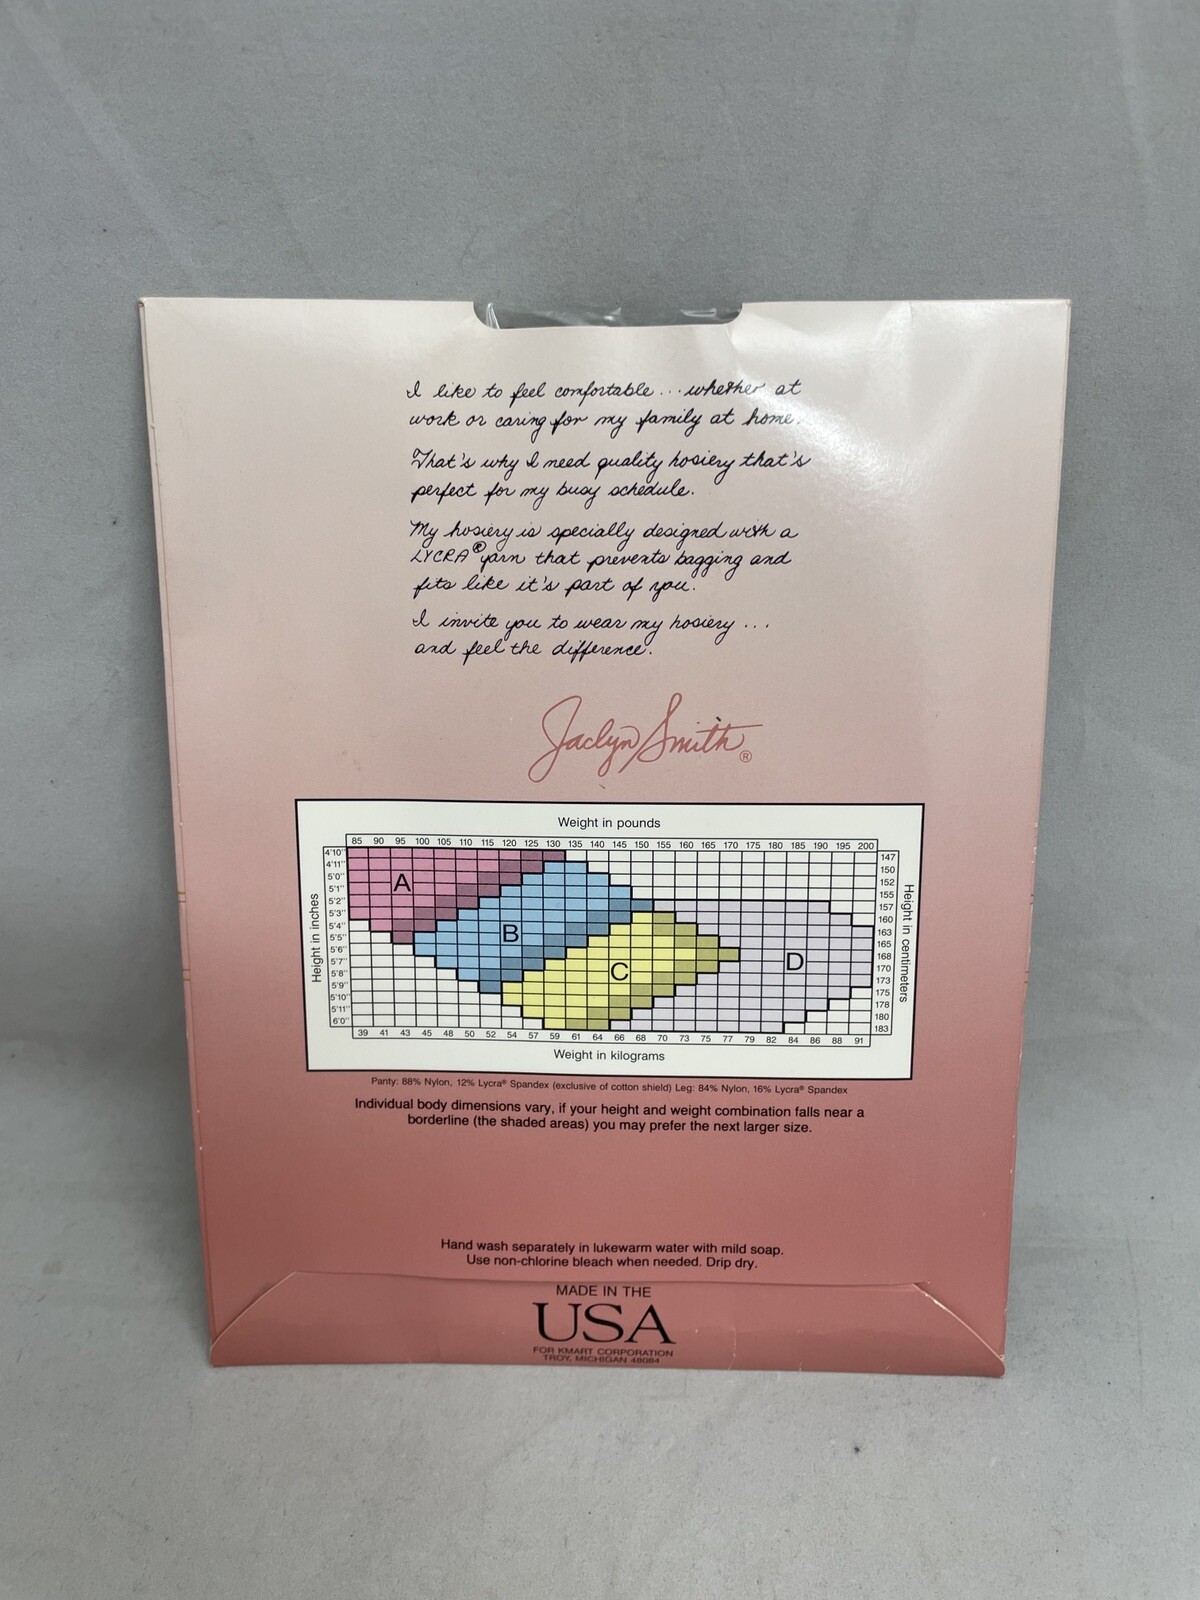 I like to feel comfortable... whether at
work or caring for my family at home.
That's why I need quality hosiery that's
perfect for my busy schedule.
My hosiery is specially designed with a
LYCRA® yarn that prevents bagging and
fits like it's part of you.
I invite you to wear my hosiery...
and feel the difference.
Jaclyn Smith®
Weight in pounds
85 90 95 100 105 110 115 120 125 130 135 140 145 150 155 160 165 170 175 180 185 190 195 200
Height in inches
4'10"
4'11"
5'0"
5'1"
5'2"
5'3"
5'4"
5'5"
5'6"
5'7"
5'8"
5'9"
5'10"
5'11"
6'0"
A
B
C
D
147
150
152
155
157
160
163
165
168
170
173
175
178
180
183
Height in centimeters
39 41 43 45 48 50 52 54 57 59 61 64 66 68 70 73 75 77 79 82 84 86 88 91
Weight in kilograms
Panty: 88% Nylon, 12% Lycra® Spandex (exclusive of cotton shield) Leg: 84% Nylon, 16% Lycra® Spandex
Individual body dimensions vary, if your height and weight combination falls near a
borderline (the shaded areas) you may prefer the next larger size.
Hand wash separately in lukewarm water with mild soap.
Use non-chlorine bleach when needed. Drip dry.
MADE IN THE
USA
FOR KMART CORPORATION
TROY, MICHIGAN 48084